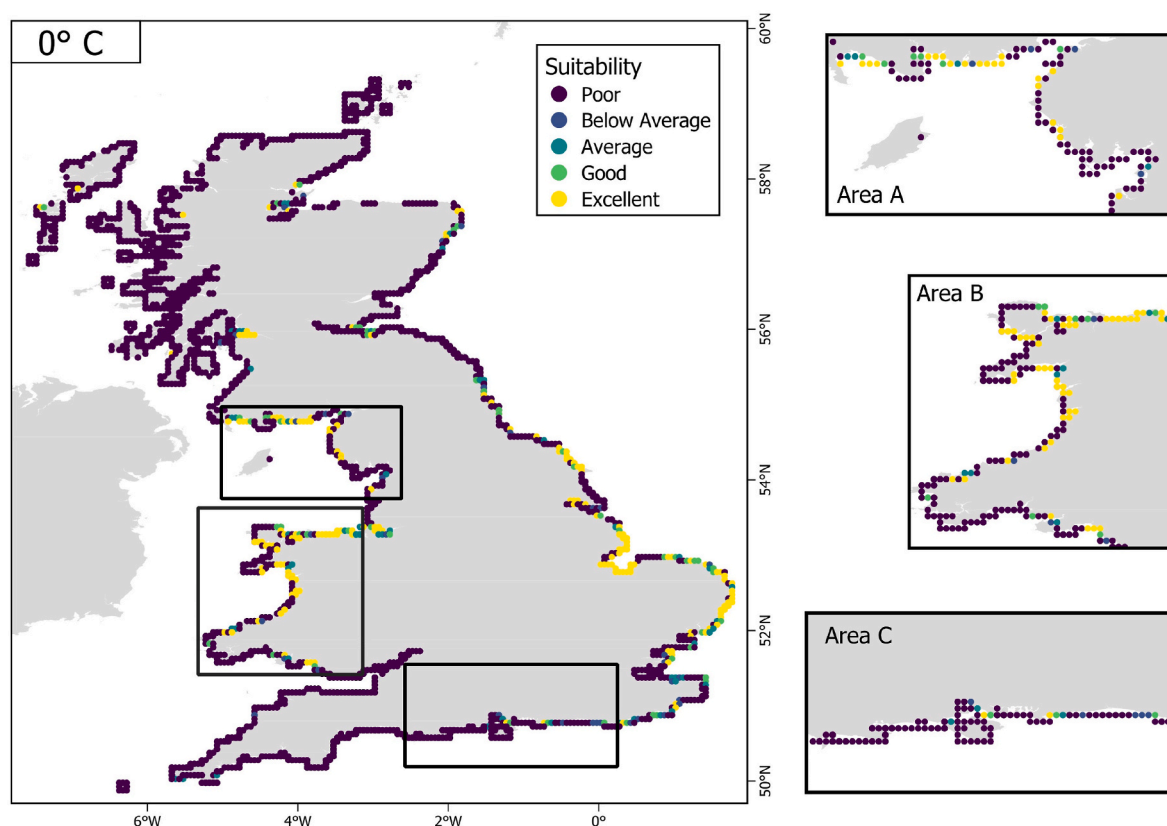 0° C
Suitability
Poor
Below Average
Average
Good
Excellent
60°N
58°N
56°N
54°N
52°N
50°N
6°W
4°W
2°W
0°
Area A
Area B
Area C